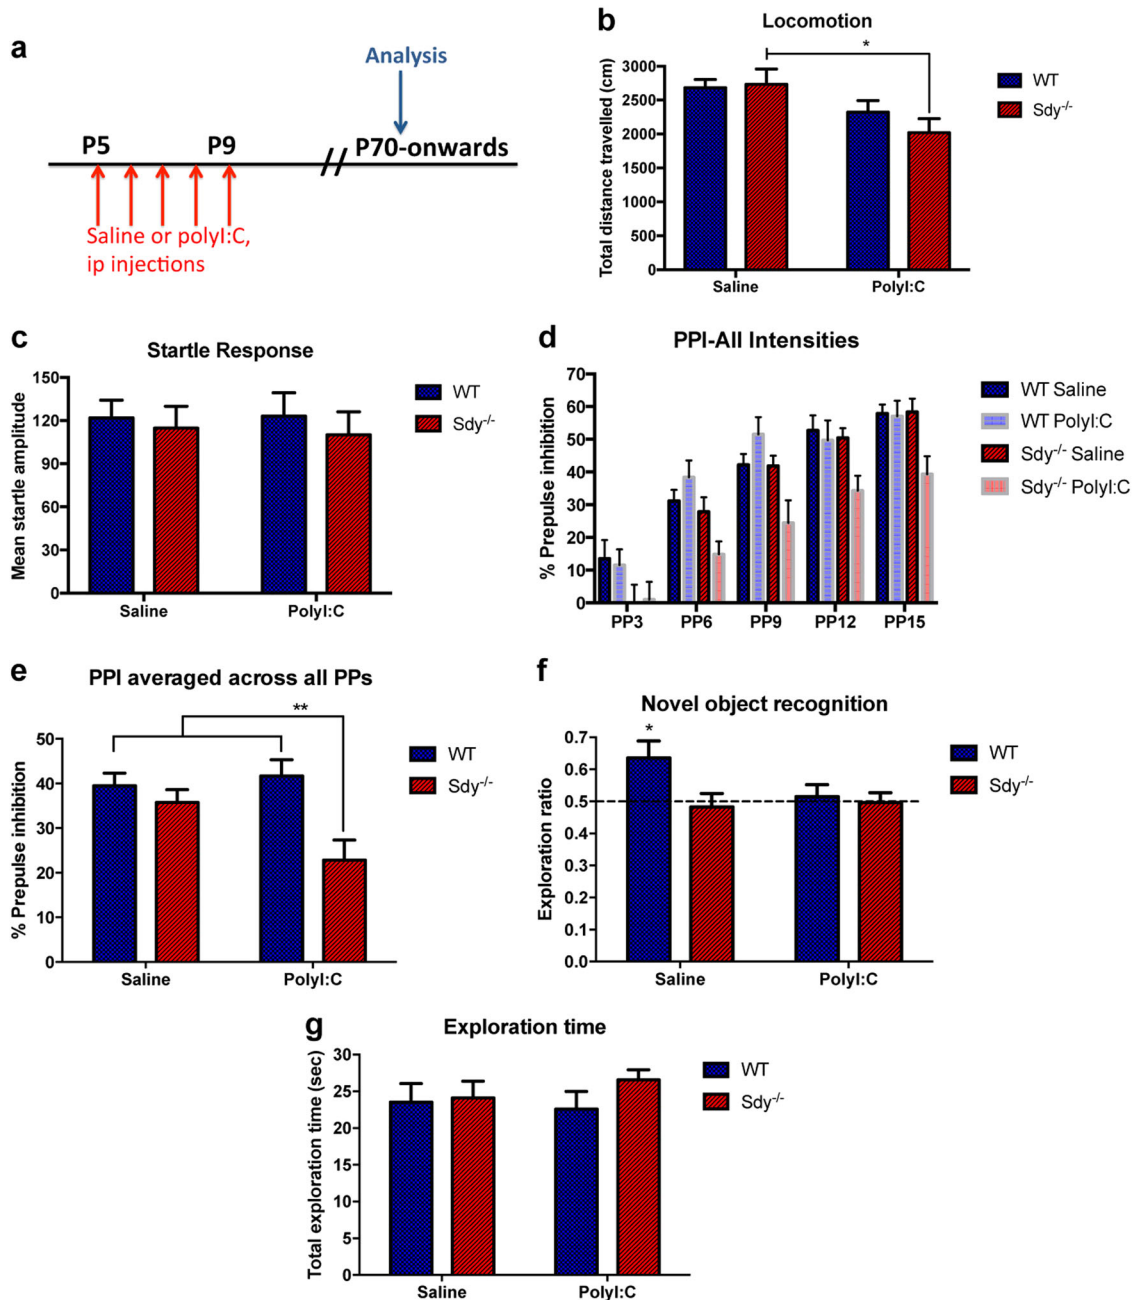 a
Analysis
P5
P9
P70-onwards
Saline or polyI:C,
ip injections
b
Locomotion
*
Total distance travelled (cm)
3000
2500
2000
1500
1000
500
0
Saline
PolyI:C
WT
Sdy-/-
c
Startle Response
Mean startle amplitude
150
120
90
60
30
0
Saline
PolyI:C
WT
Sdy-/-
d
PPI-All Intensities
% Prepulse inhibition
70
60
50
40
30
20
10
0
PP3
PP6
PP9
PP12
PP15
WT Saline
WT PolyI:C
Sdy-/- Saline
Sdy-/- PolyI:C
e
PPI averaged across all PPs
**
% Prepulse inhibition
50
40
30
20
10
0
Saline
PolyI:C
WT
Sdy-/-
f
Novel object recognition
*
Exploration ratio
0.7
0.6
0.5
0.4
0.3
0.2
0.1
0.0
Saline
PolyI:C
WT
Sdy-/-
g
Exploration time
Total exploration time (sec)
30
25
20
15
10
5
0
Saline
PolyI:C
WT
Sdy-/-